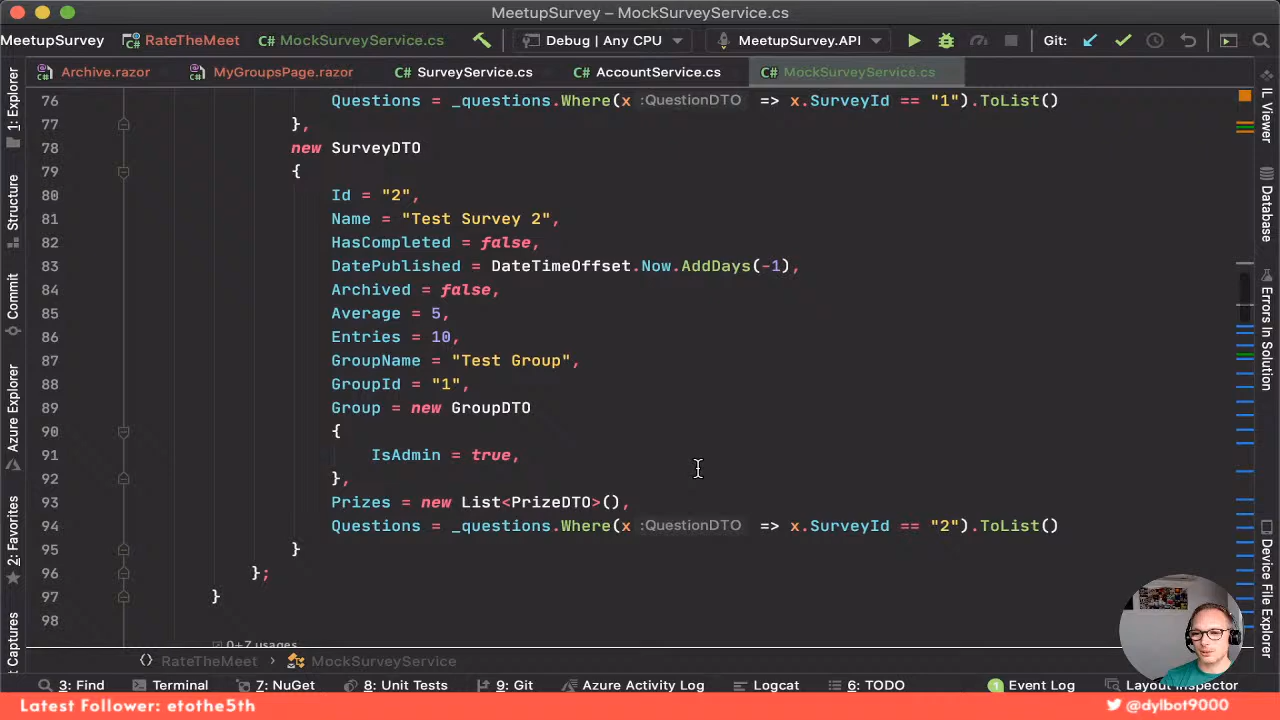 MeetupSurvey – MockSurveyService.cs
MeetupSurvey RateTheMeet MockSurveyService.cs Debug | Any CPU MeetupSurvey.API Git:
Archive.razor MyGroupsPage.razor C# SurveyService.cs C# AccountService.cs C# MockSurveyService.cs
1: Explorer
Structure
Commit
Azure Explorer
2: Favorites
t Captures
76 Questions = _questions.Where(x :QuestionDTO => x.SurveyId == "1").ToList()
77 },
78 new SurveyDTO
79 {
80 Id = "2",
81 Name = "Test Survey 2",
82 HasCompleted = false,
83 DatePublished = DateTimeOffset.Now.AddDays(-1),
84 Archived = false,
85 Average = 5,
86 Entries = 10,
87 GroupName = "Test Group",
88 GroupId = "1",
89 Group = new GroupDTO
90 {
91 IsAdmin = true,
92 },
93 Prizes = new List<PrizeDTO>(),
94 Questions = _questions.Where(x :QuestionDTO => x.SurveyId == "2").ToList()
95 }
96 };
97 }
98
0+7 usages
IL Viewer
Database
Errors In Solution
Device File Explorer
RateTheMeet › MockSurveyService
3: Find Terminal 7: NuGet 8: Unit Tests 9: Git Azure Activity Log Logcat 6: TODO 1 Event Log Layout Inspector
Latest Follower: etothe5th @dylbot9000